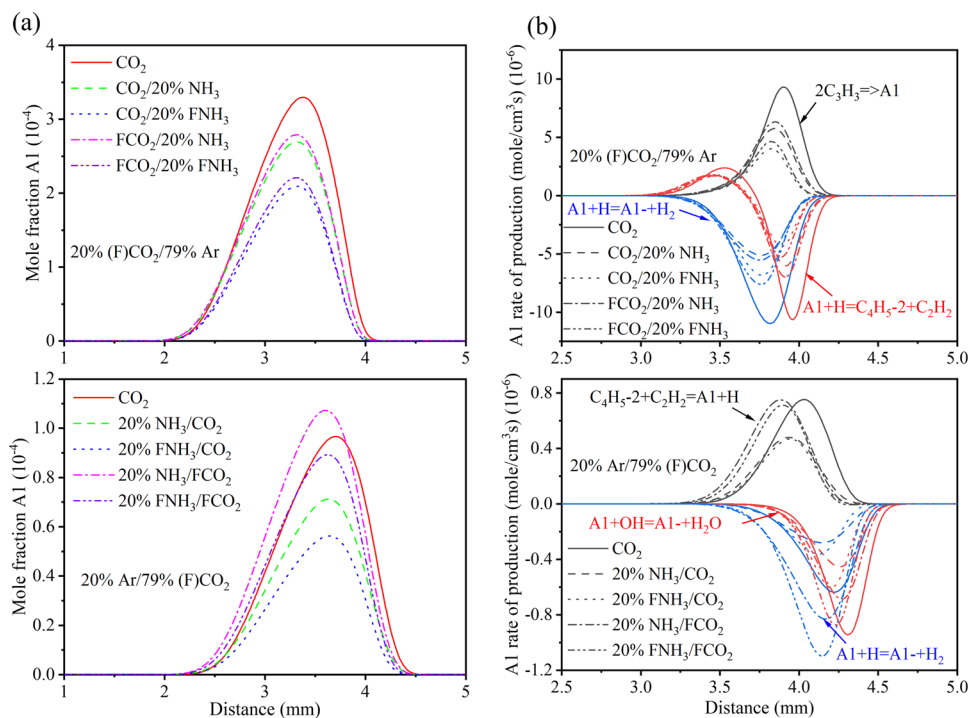 (a)
Mole fraction A1 (10⁻⁴)
4
3
2
1
0
CO₂
CO₂/20% NH₃
CO₂/20% FNH₃
FCO₂/20% NH₃
FCO₂/20% FNH₃
20% (F)CO₂/79% Ar
1
2
3
4
5
Mole fraction A1 (10⁻⁴)
1.2
1.0
0.8
0.6
0.4
0.2
0.0
CO₂
20% NH₃/CO₂
20% FNH₃/CO₂
20% NH₃/FCO₂
20% FNH₃/FCO₂
20% Ar/79% (F)CO₂
1
2
3
4
5
Distance (mm)
(b)
A1 rate of production (mole/cm³s) (10⁻⁶)
10
5
0
-5
-10
2C₃H₃=>A1
20% (F)CO₂/79% Ar
A1+H=A1-+H₂
CO₂
CO₂/20% NH₃
CO₂/20% FNH₃
FCO₂/20% NH₃
FCO₂/20% FNH₃
A1+H=C₄H₅-2+C₂H₂
2.5
3.0
3.5
4.0
4.5
5.0
A1 rate of production (mole/cm³s) (10⁻⁶)
0.8
0.4
0.0
-0.4
-0.8
-1.2
C₄H₅-2+C₂H₂=A1+H
20% Ar/79% (F)CO₂
A1+OH=A1-+H₂O
CO₂
20% NH₃/CO₂
20% FNH₃/CO₂
20% NH₃/FCO₂
20% FNH₃/FCO₂
A1+H=A1-+H₂
2.5
3.0
3.5
4.0
4.5
5.0
Distance (mm)